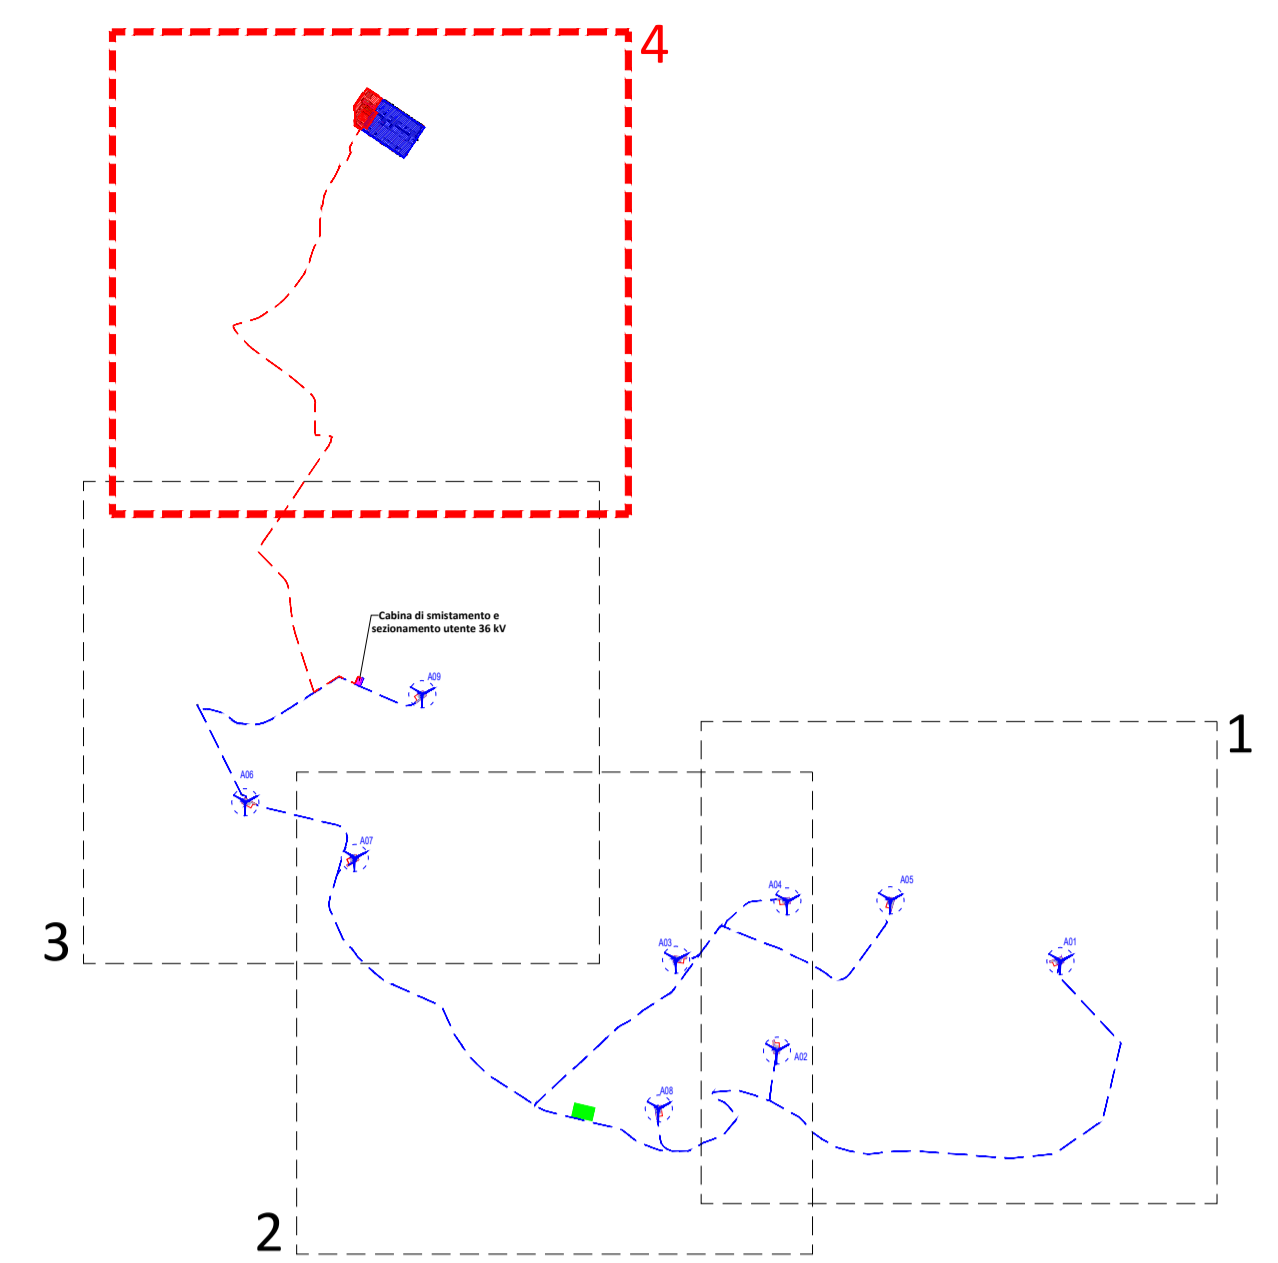 4
Cabina di smistamento e
sezionamento utente 36 kV
A09
1
A06
A07
A04
A05
3
A03
A01
A02
A08
2